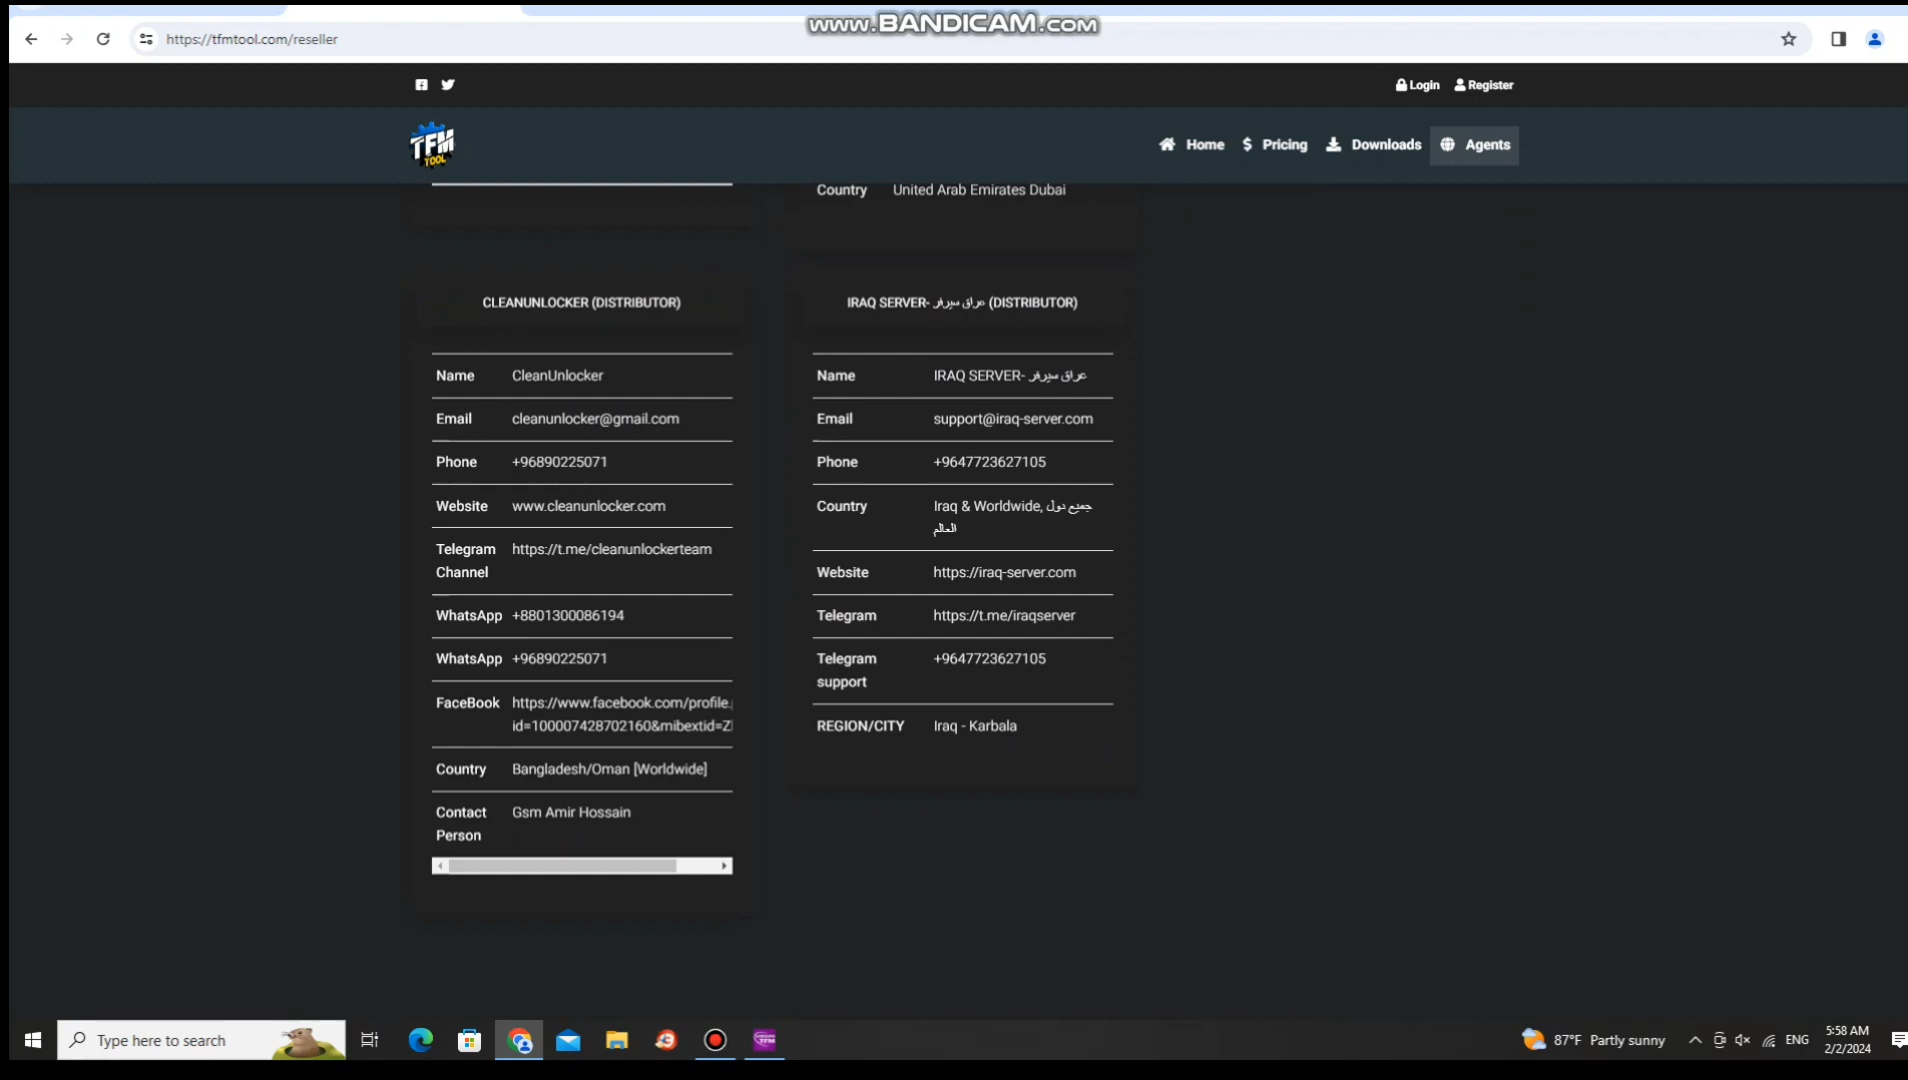 www.BANDICAM.com
https://tfmtool.com/reseller
Login
Register
TFM
TOOL
Home
Pricing
Downloads
Agents
Country United Arab Emirates Dubai
CLEANUNLOCKER (DISTRIBUTOR)
Name CleanUnlocker
Email cleanunlocker@gmail.com
Phone +96890225071
Website www.cleanunlocker.com
Telegram https://t.me/cleanunlockerteam
Channel
WhatsApp +8801300086194
WhatsApp +96890225071
FaceBook https://www.facebook.com/profile.
id=100007428702160&mibextid=Z
Country Bangladesh/Oman [Worldwide]
Contact Gsm Amir Hossain
Person
IRAQ SERVER- عراق سيرفر (DISTRIBUTOR)
Name IRAQ SERVER- عراق سيرفر
Email support@iraq-server.com
Phone +9647723627105
Country Iraq & Worldwide, جميع دول
العالم
Website https://iraq-server.com
Telegram https://t.me/iraqserver
Telegram +9647723627105
support
REGION/CITY Iraq - Karbala
Type here to search
TFM
87°F Partly sunny
ENG
5:58 AM
2/2/2024